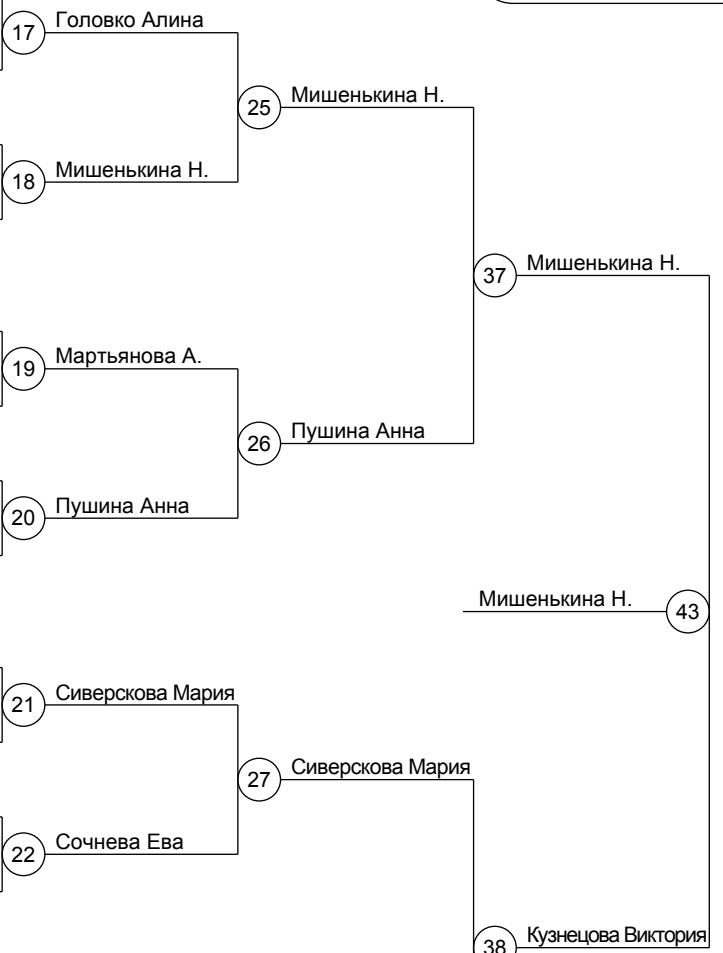 17 Головко Алина
25 Мишенькина Н.
18 Мишенькина Н.
37 Мишенькина Н.
19 Мартьянова А.
26 Пушина Анна
20 Пушина Анна
Мишенькина Н. 43
21 Сиверскова Мария
27 Сиверскова Мария
22 Сочнева Ева
38 Кузнецова Виктория